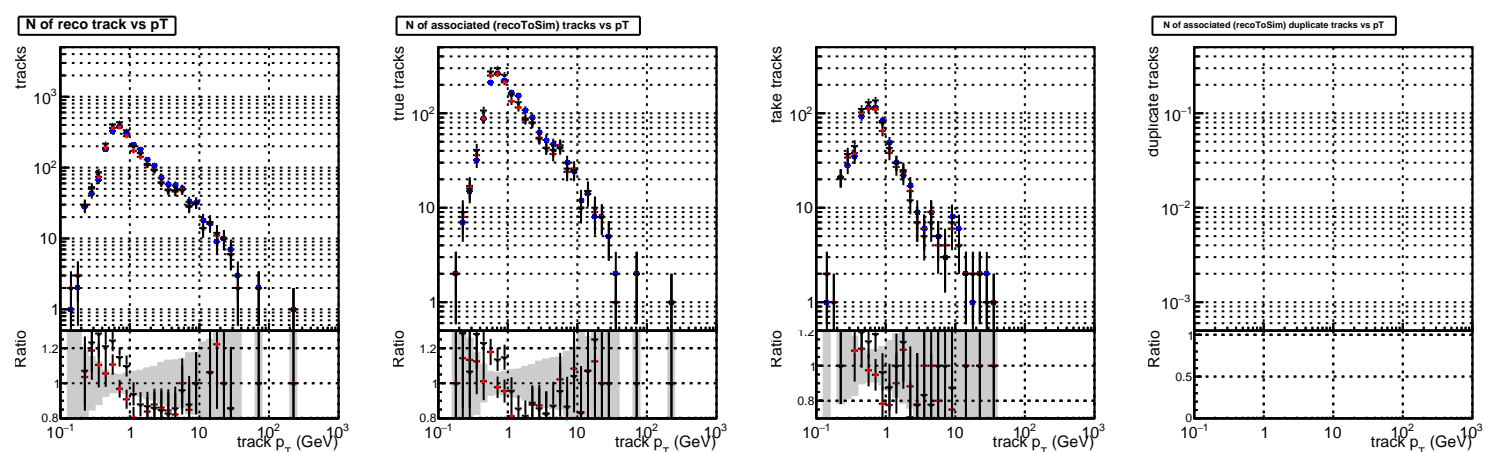 N of reco track vs pT
N of associated (recoToSim) tracks vs pT
N of associated (recoToSim) duplicate tracks vs pT
tracks
10³
10²
10
1
Ratio
1.2
1
0.8
10⁻¹ 1 10 10² 10³
track p_T (GeV)
true tracks
10²
10
1
Ratio
1.2
1
0.8
10⁻¹ 1 10 10² 10³
track p_T (GeV)
fake tracks
10²
10
1
Ratio
1.2
1
0.8
10⁻¹ 1 10 10² 10³
track p_T (GeV)
duplicate tracks
10⁻¹
10⁻²
10⁻³
Ratio
1
0.5
0
10⁻¹ 1 10 10² 10³
track p_T (GeV)